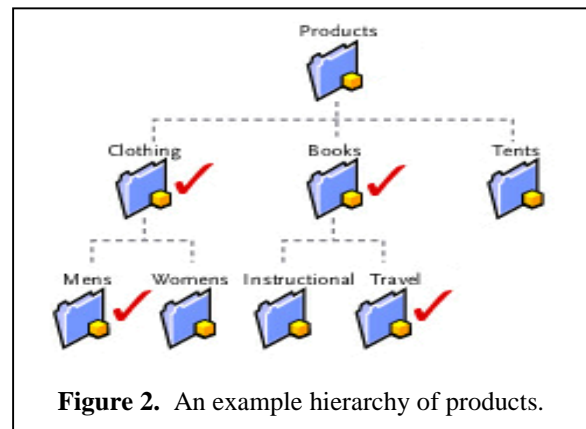 Products
Clothing Books Tents
Mens Womens Instructional Travel
Figure 2. An example hierarchy of products.